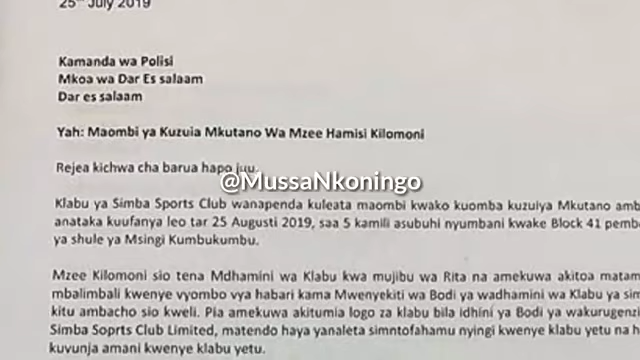 25th July 2019
Kamanda wa Polisi
Mkoa wa Dar Es salaam
Dar es salaam
Yah: Maombi ya Kuzuia Mkutano Wa Mzee Hamisi Kilomoni
Rejea kichwa cha barua hapo juu.
@MussaNkoningo
Klabu ya Simba Sports Club wanapenda kuleata maombi kwako kuomba kuzuiya Mkutano amb
anataka kuufanya leo tar 25 Augusti 2019, saa 5 kamili asubuhi nyumbani kwake Block 41 pemb
ya shule ya Msingi Kumbukumbu.
Mzee Kilomoni sio tena Mdhamini wa Klabu kwa mujibu wa Rita na amekuwa akitoa matam
mbalimbali kwenye vyombo vya habari kama Mwenyekiti wa Bodi ya wadhamini wa Klabu ya sim
kitu ambacho sio kweli. Pia amekuwa akitumia logo za klabu bila idhini ya Bodi ya wakurugenzi
Simba Soprts Club Limited, matendo haya yanaleta simntofahamu nyingi kwenye klabu yetu na h
kuvunja amani kwenye klabu yetu.